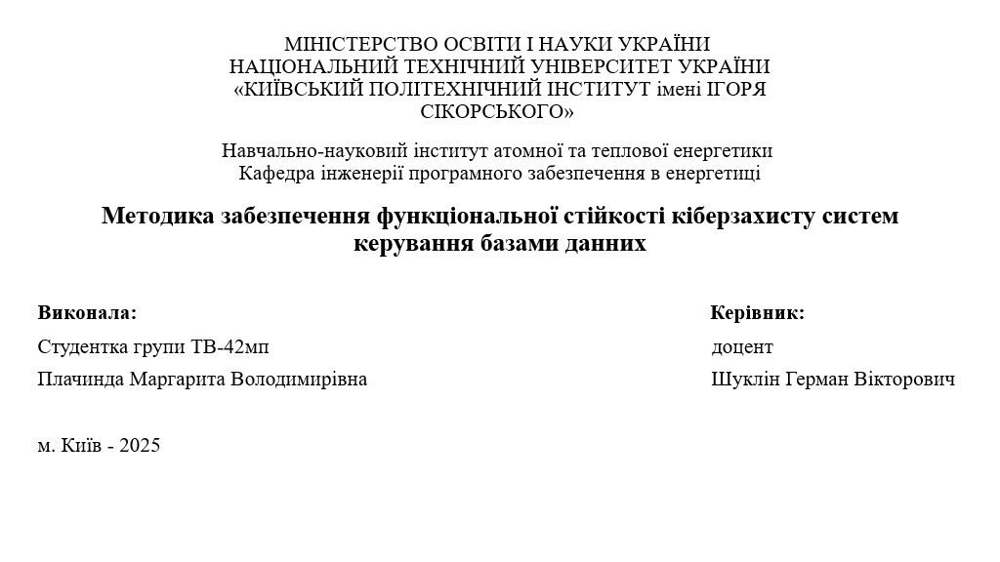 МІНІСТЕРСТВО ОСВІТИ І НАУКИ УКРАЇНИ
НАЦІОНАЛЬНИЙ ТЕХНІЧНИЙ УНІВЕРСИТЕТ УКРАЇНИ
«КИЇВСЬКИЙ ПОЛІТЕХНІЧНИЙ ІНСТИТУТ імені ІГОРЯ
СІКОРСЬКОГО»
Навчально-науковий інститут атомної та теплової енергетики
Кафедра інженерії програмного забезпечення в енергетиці
Методика забезпечення функціональної стійкості кіберзахисту систем
керування базами данних
Виконала:
Студентка групи ТВ-42мп
Плачинда Маргарита Володимирівна
Керівник:
доцент
Шуклін Герман Вікторович
м. Київ - 2025